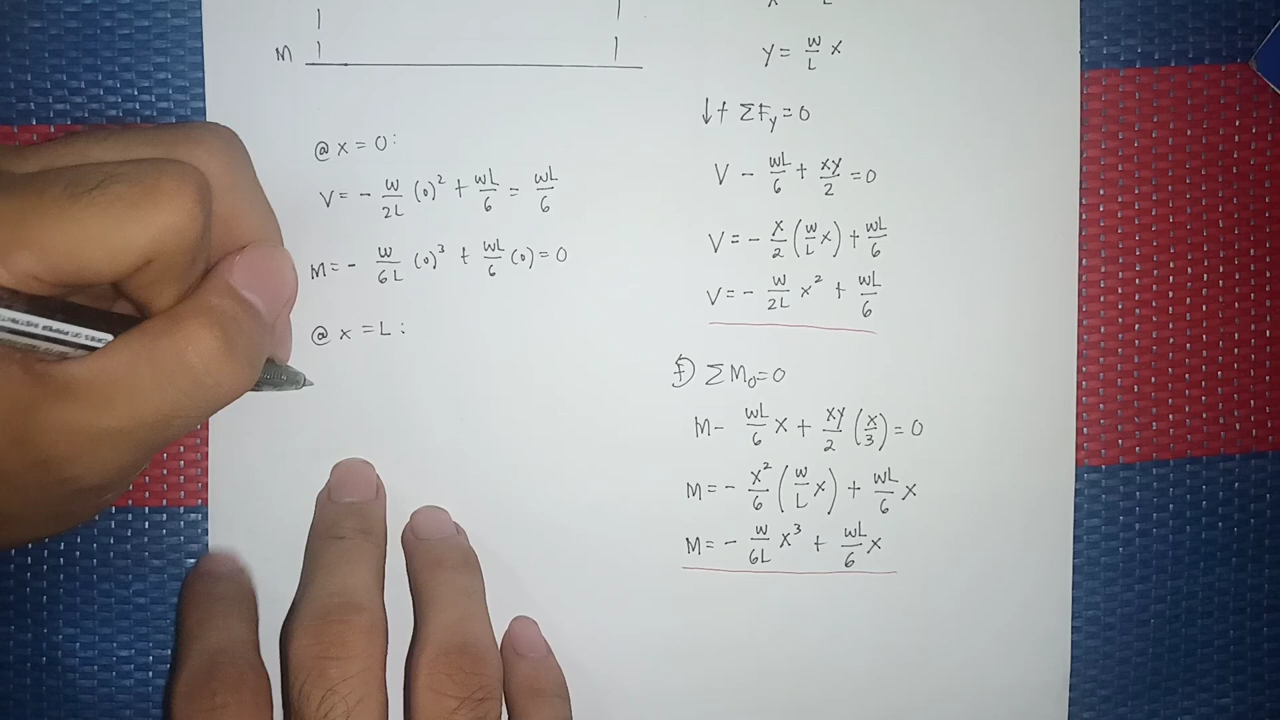 M
y = w/L x
@ x = 0:
V = - w/2L (0)² + wL/6 = wL/6
M = - w/6L (0)³ + wL/6 (0) = 0
@ x = L :
↓+ ΣFy = 0
V - wL/6 + xy/2 = 0
V = - x/2 (w/L x) + wL/6
V = - w/2L x² + wL/6
ΣMo = 0
M - wL/6 x + xy/2 (x/3) = 0
M = - x²/6 (w/L x) + wL/6 x
M = - w/6L x³ + wL/6 x